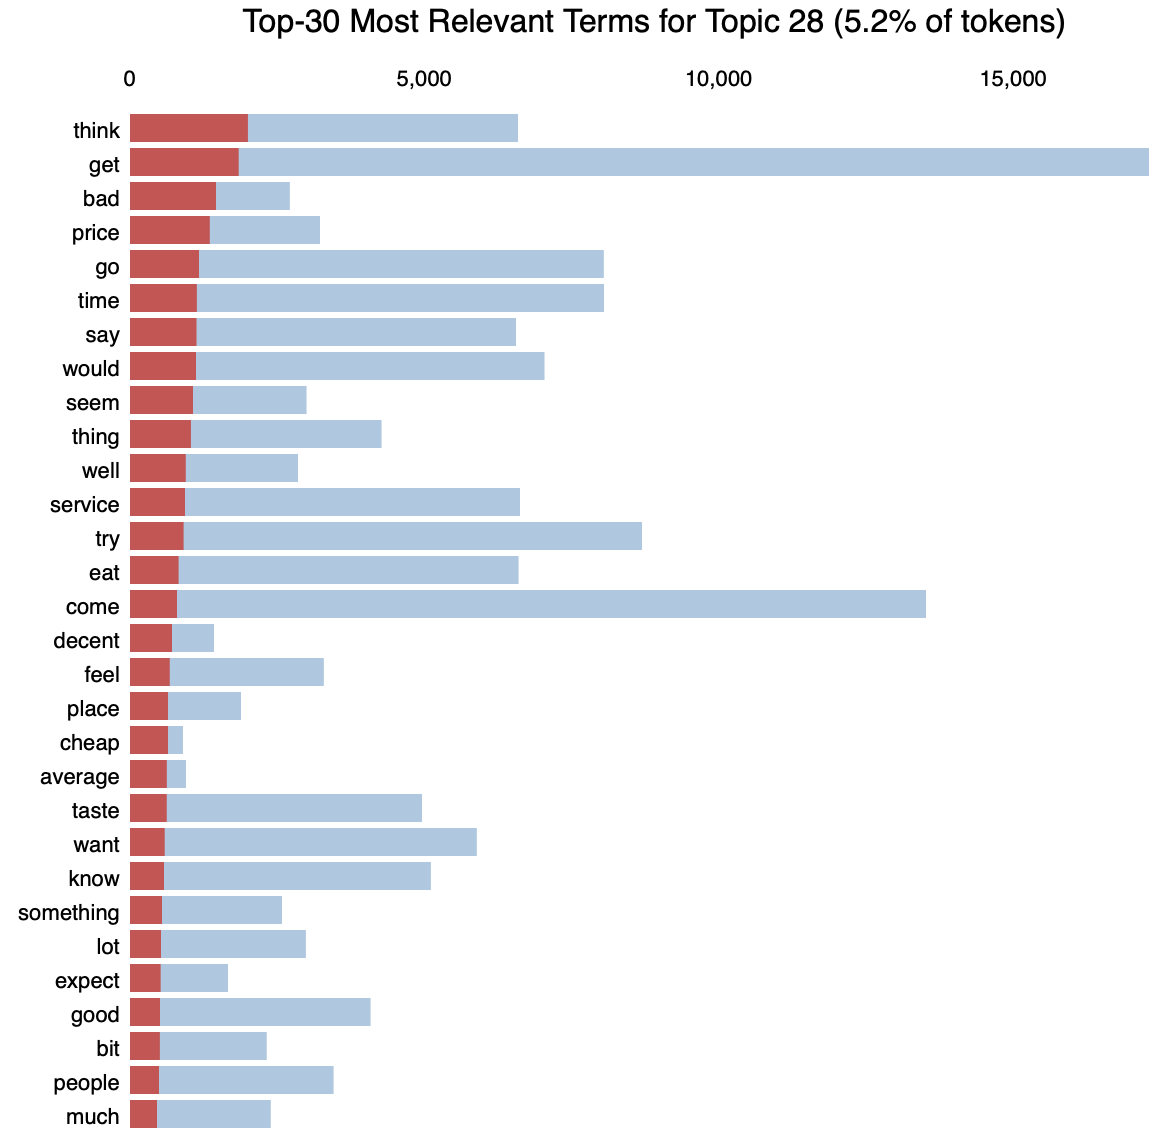 Top-30 Most Relevant Terms for Topic 28 (5.2% of tokens)
0 5,000 10,000 15,000
think
get
bad
price
go
time
say
would
seem
thing
well
service
try
eat
come
decent
feel
place
cheap
average
taste
want
know
something
lot
expect
good
bit
people
much